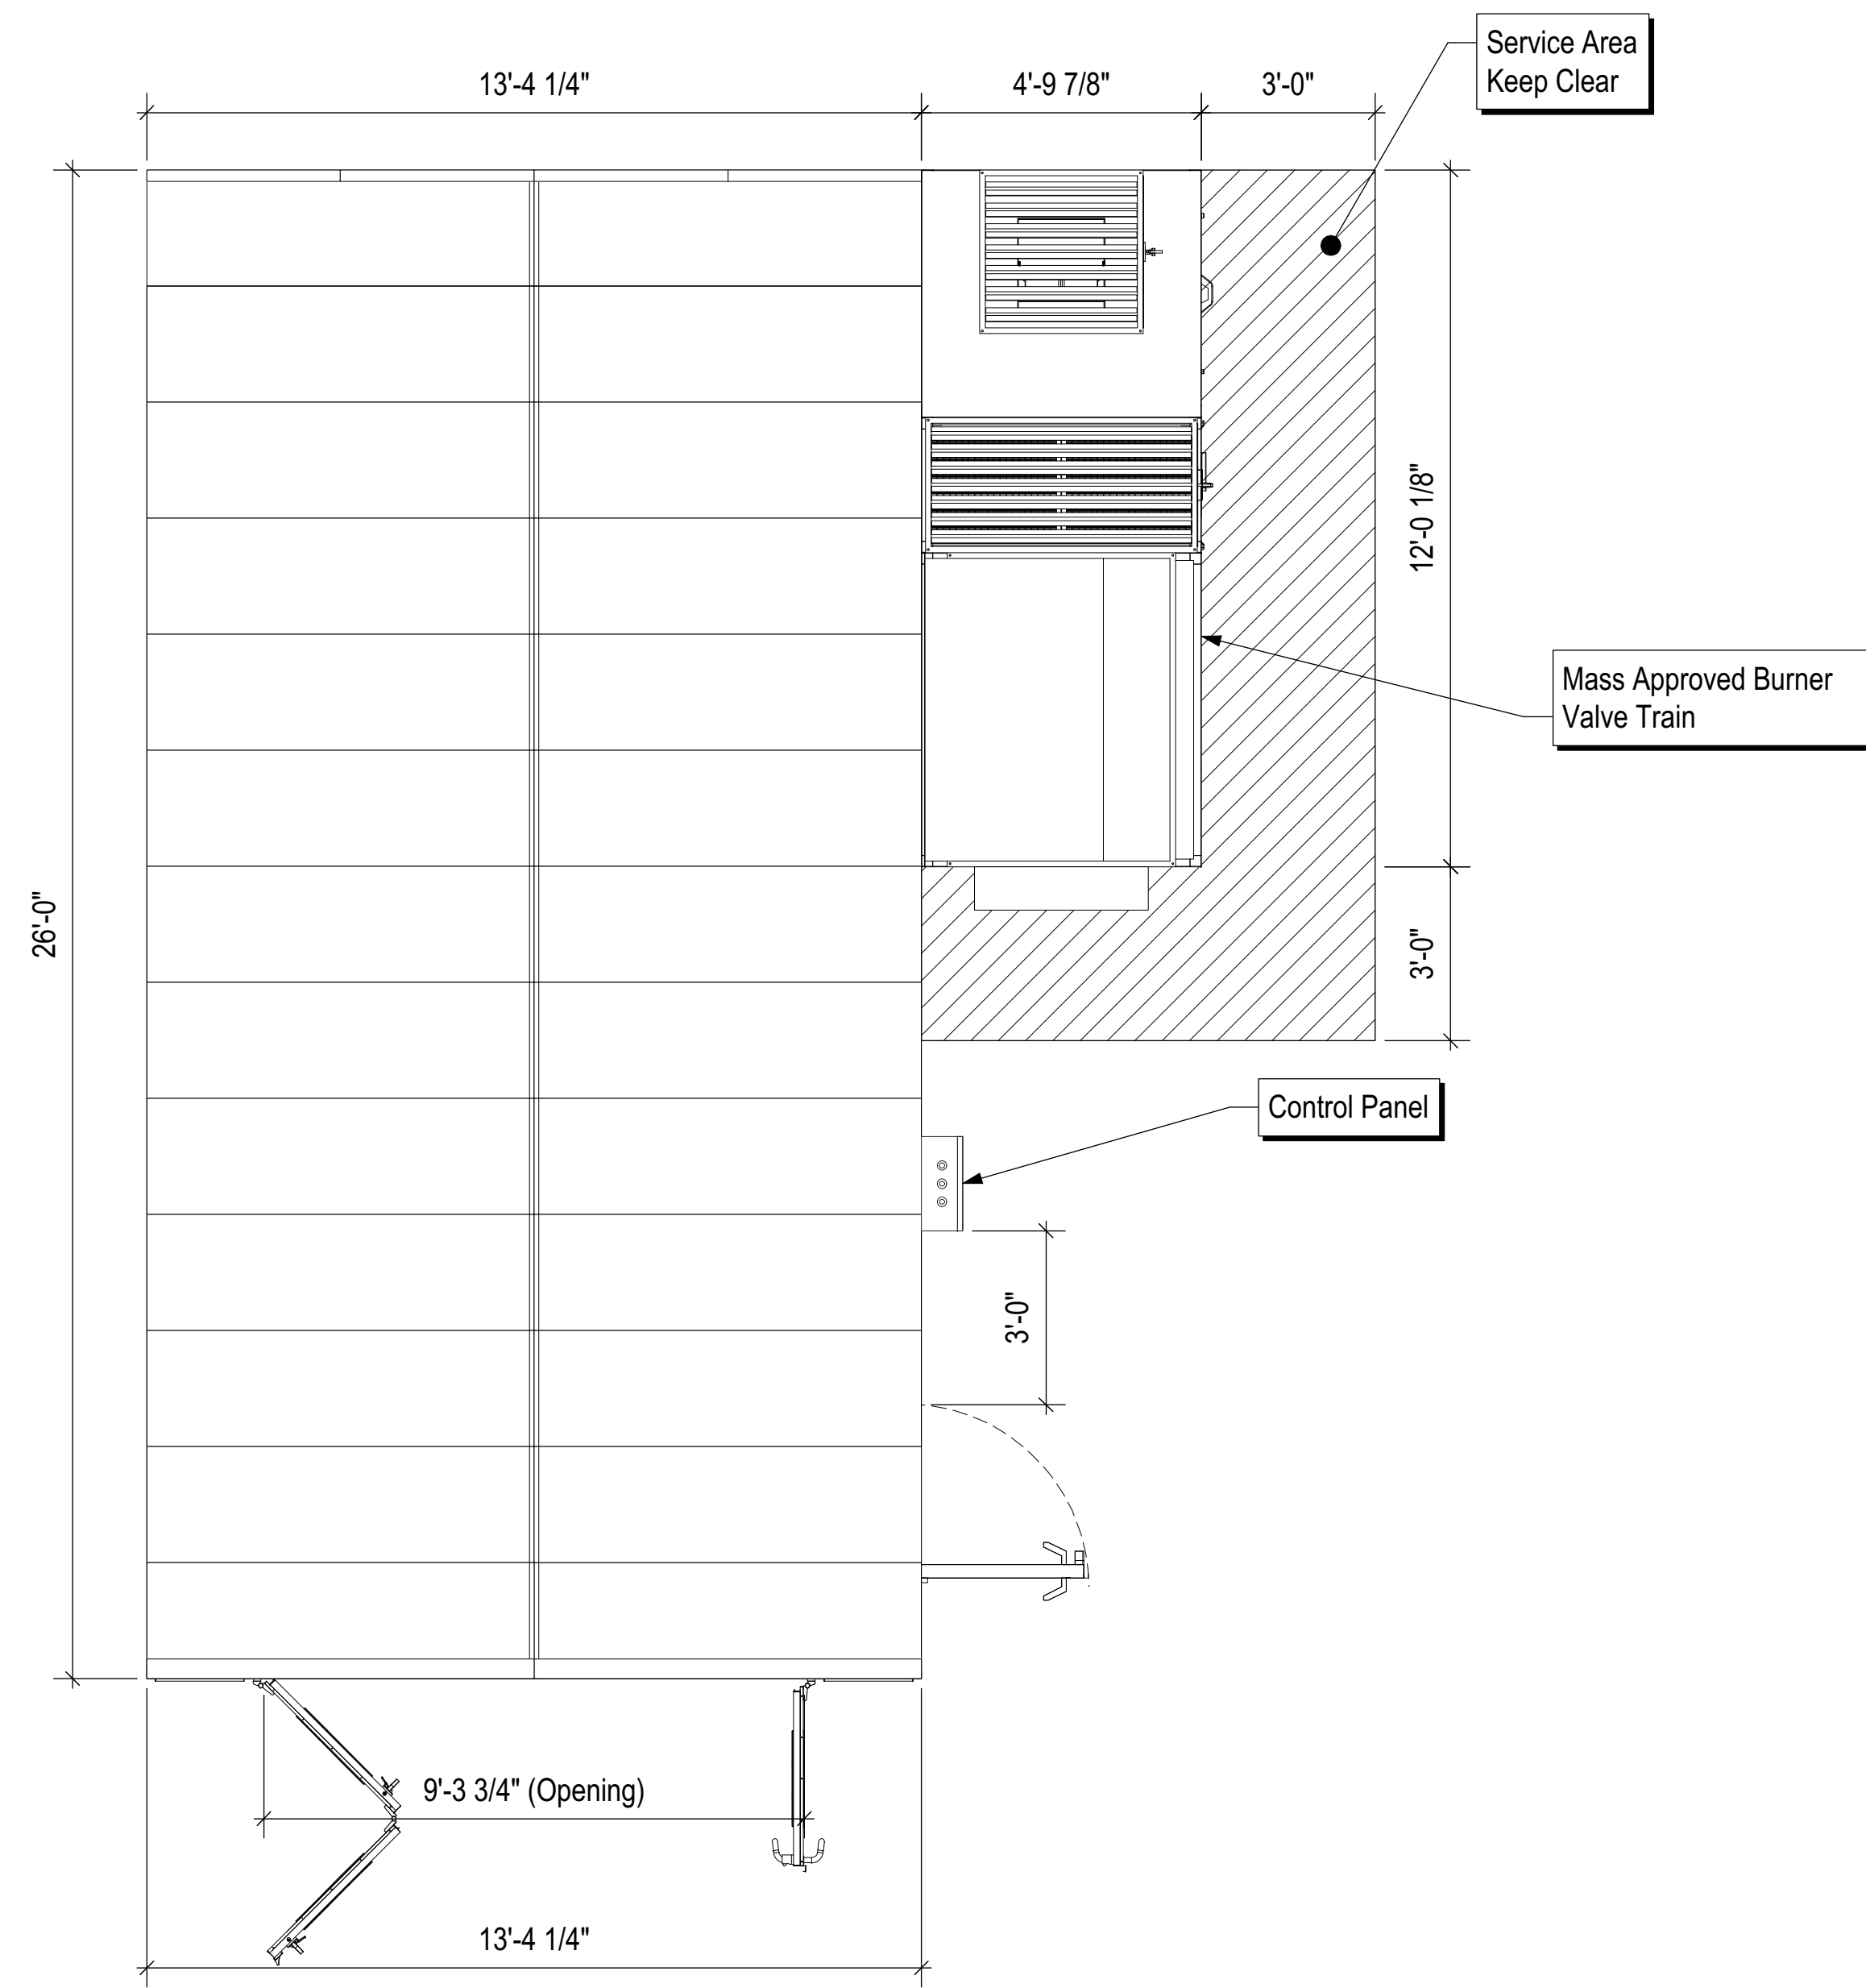 Service Area
Keep Clear
13'-4 1/4"
4'-9 7/8"
3'-0"
12'-0 1/8"
Mass Approved Burner
Valve Train
26'-0"
3'-0"
Control Panel
3'-0"
9'-3 3/4" (Opening)
13'-4 1/4"